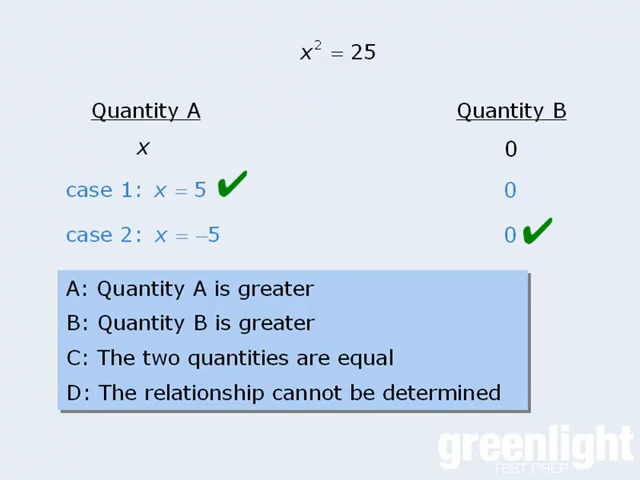 x² = 25
Quantity A Quantity B
x 0
case 1: x = 5 ✔ 0
case 2: x = –5 0 ✔
A: Quantity A is greater
B: Quantity B is greater
C: The two quantities are equal
D: The relationship cannot be determined
greenlight
TEST PREP